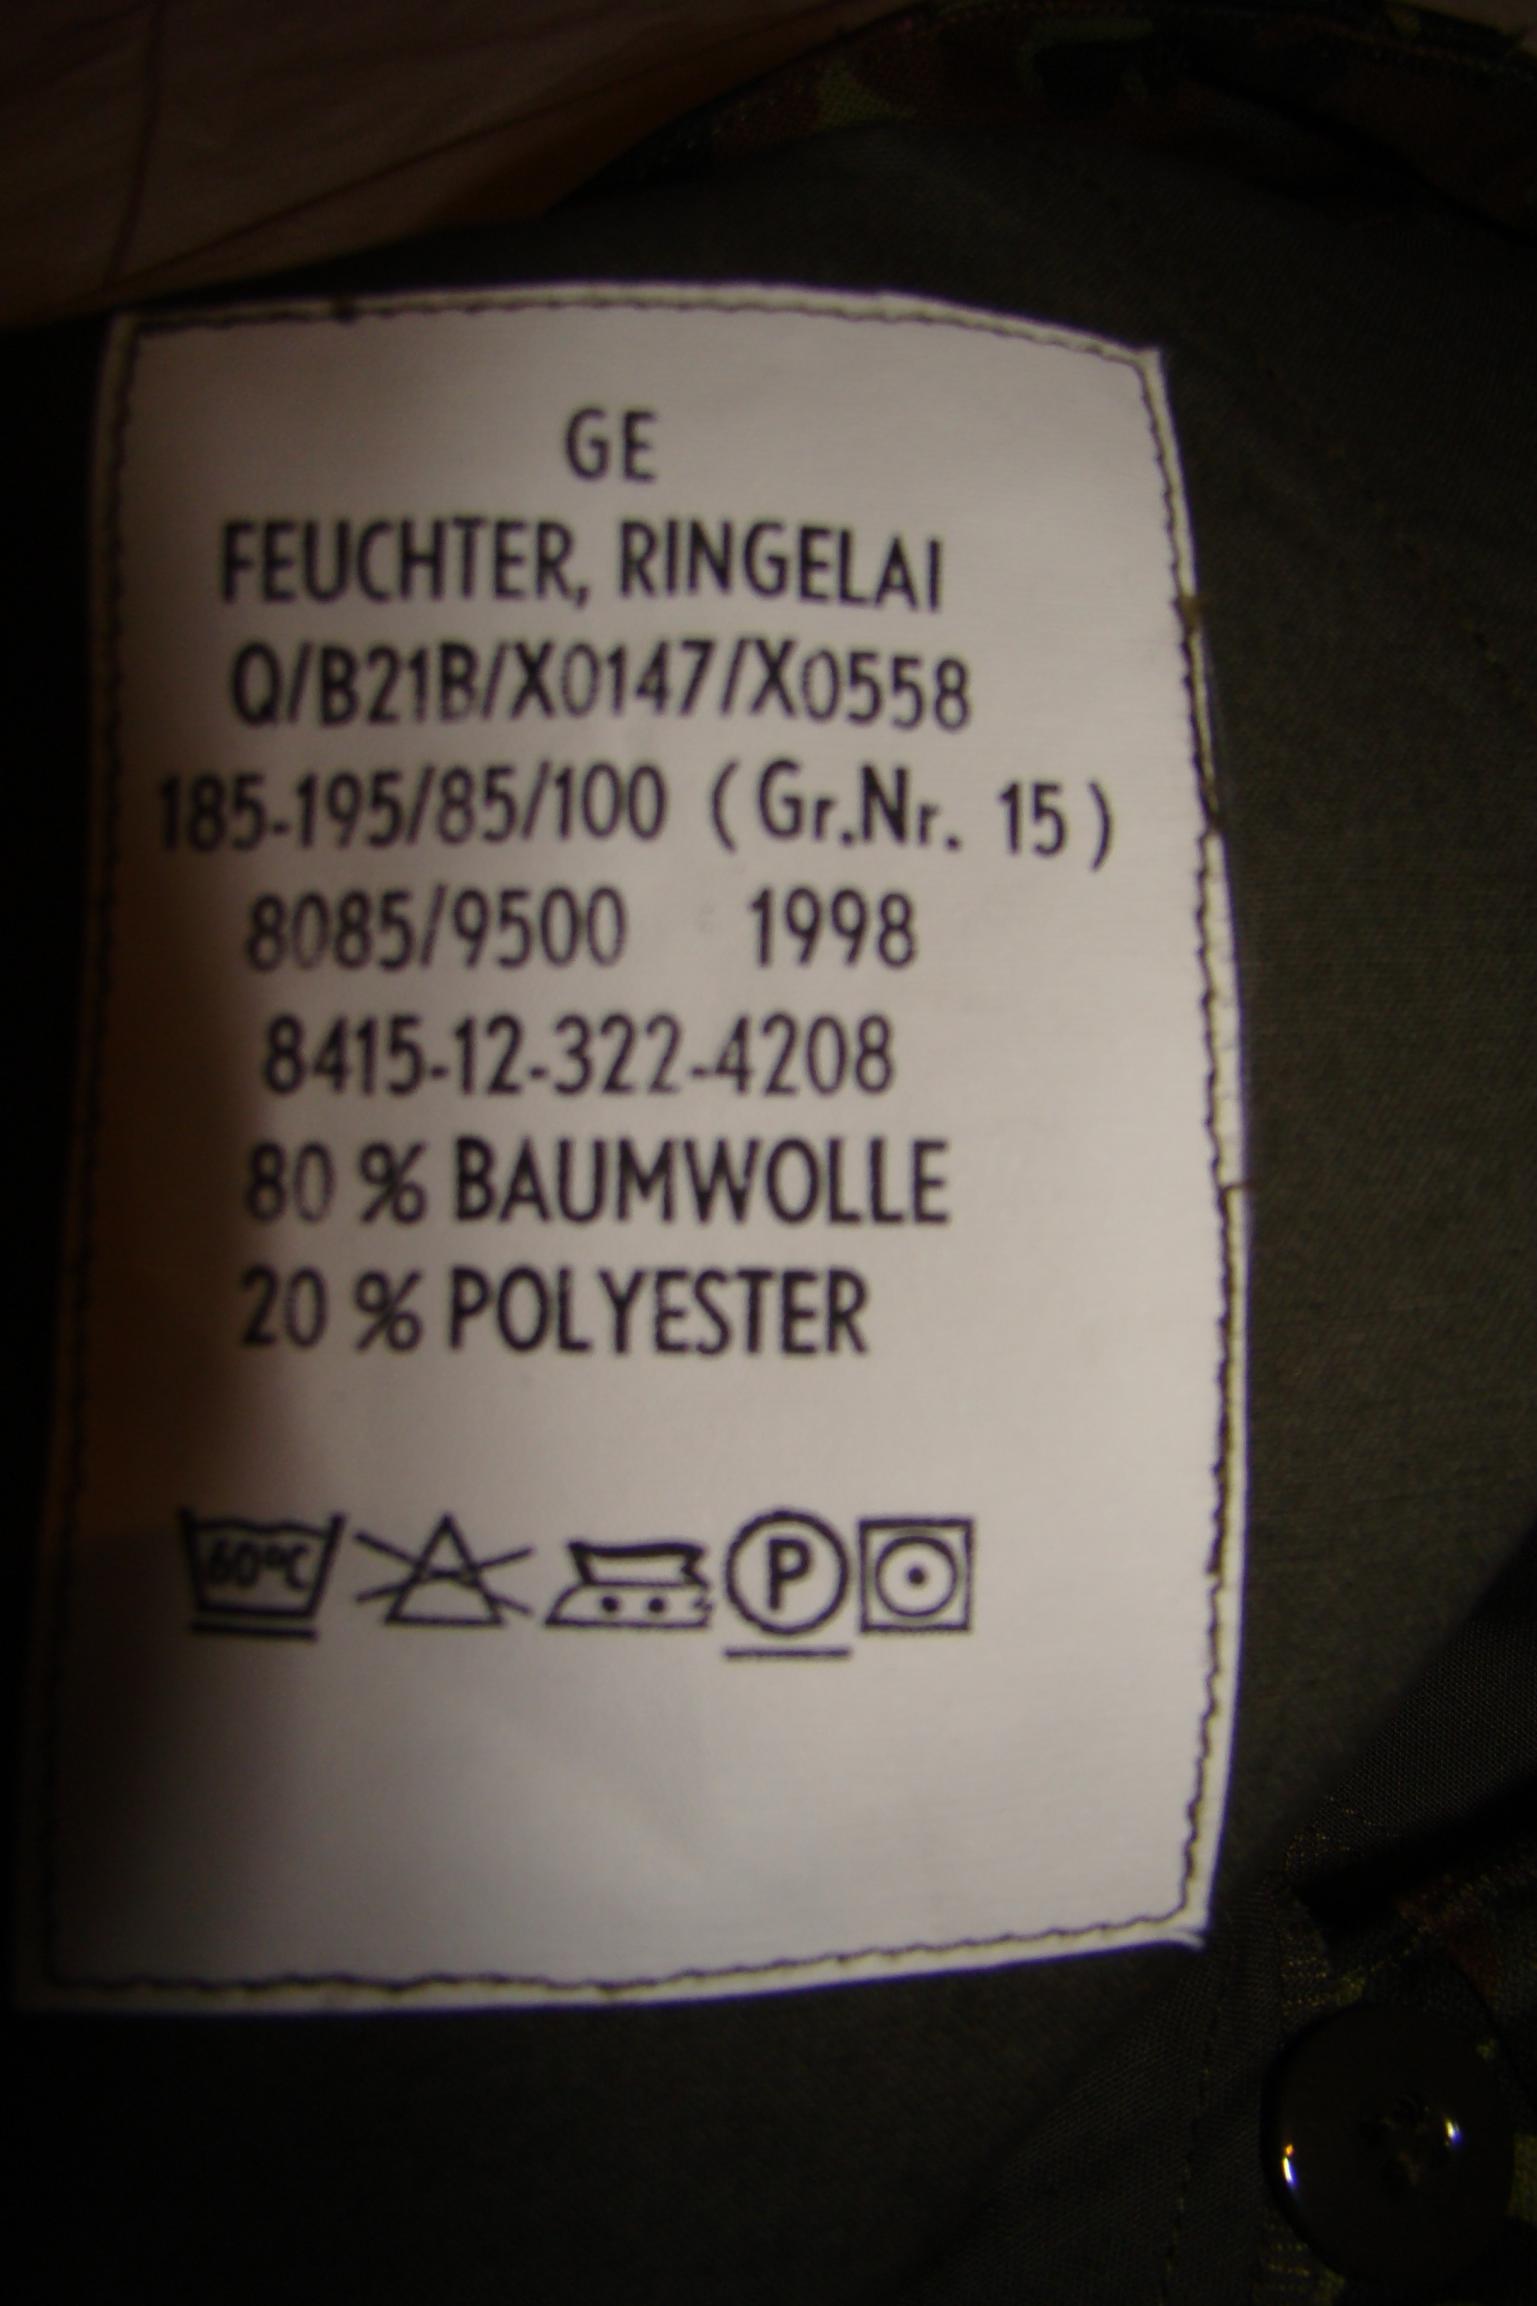 GE
FEUCHTER, RINGELAI
Q/B21B/X0147/X0558
185-195/85/100 (Gr.Nr. 15)
8085/9500 1998
8415-12-322-4208
80 % BAUMWOLLE
20 % POLYESTER
60°C P